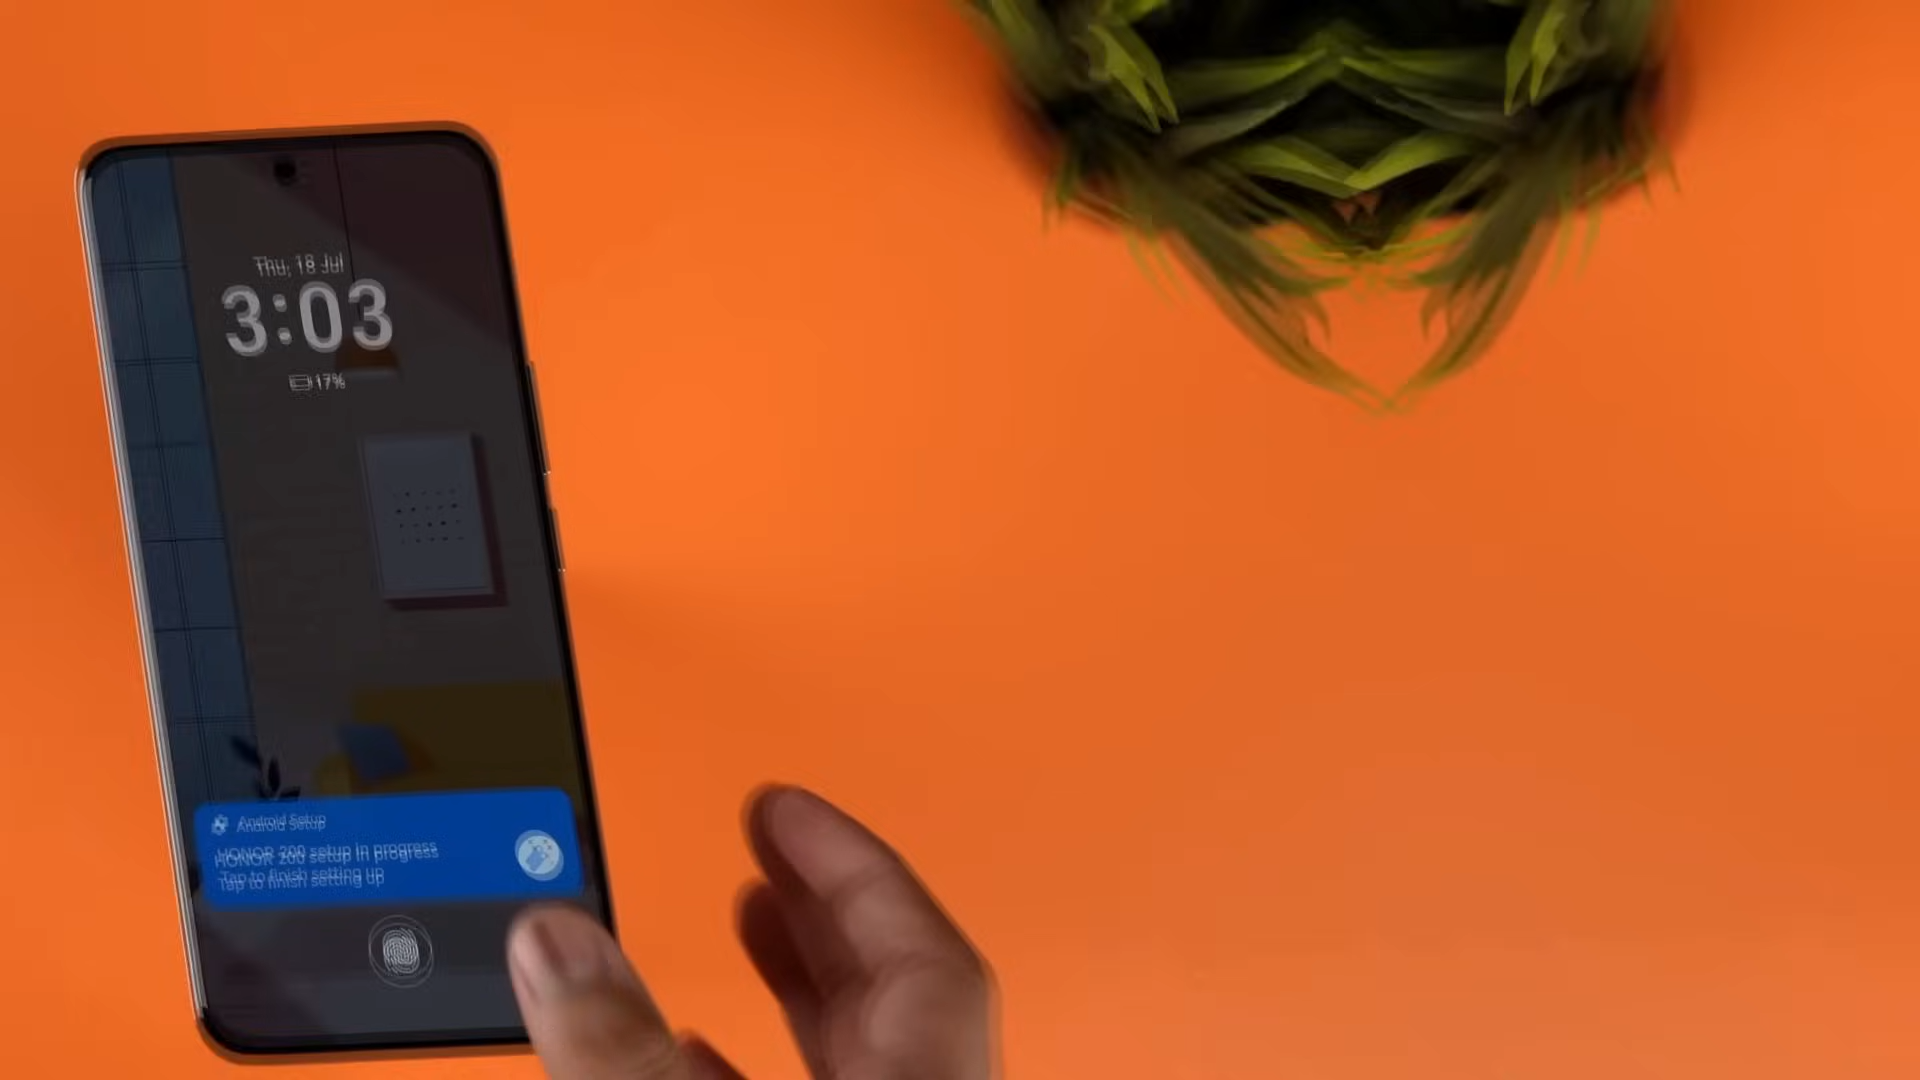 Thu, 18 Jul
3:03
17%
Android Setup
HONOR 200 setup in progress
Tap to finish setting up